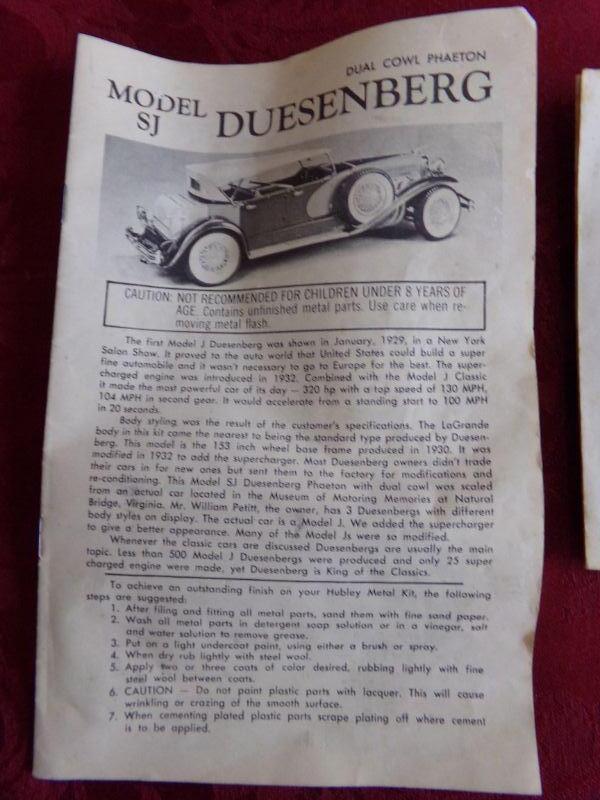 DUAL COWL PHAETON
MODEL
SJ
DUESENBERG
CAUTION: NOT RECOMMENDED FOR CHILDREN UNDER 8 YEARS OF
AGE. Contains unfinished metal parts. Use care when re-
moving metal flash.
The first Model J Duesenberg was shown in January, 1929, in a New York
Salon Show. It proved to the auto world that United States could build a super
fine automobile and it wasn't necessary to go to Europe for the best. The super-
charged engine was introduced in 1932. Combined with the Model J Classic
it made the most powerful car of its day — 320 hp with a top speed of 130 MPH,
104 MPH in second gear. It would accelerate from a standing start to 100 MPH
in 20 seconds.
Body styling was the result of the customer's specifications. The LaGrande
body in this kit came the nearest to being the standard type produced by Duesen-
berg. This model is the 153 inch wheel base frame produced in 1930. It was
modified in 1932 to add the supercharger. Most Duesenberg owners didn't trade
their cars in for new ones but sent them to the factory for modifications and
re-conditioning. This Model SJ Duesenberg Phaeton with dual cowl was scaled
from an actual car located in the Museum of Motoring Memories at Natural
Bridge, Virginia. Mr. William Petitt, the owner, has 3 Duesenbergs with different
body styles on display. The actual car is a Model J. We added the supercharger
to give a better appearance. Many of the Model Js were so modified.
Whenever the classic cars are discussed Duesenbergs are usually the main
topic. Less than 500 Model J Duesenbergs were produced and only 25 super
charged engine were made, yet Duesenberg is King of the Classics.
To achieve an outstanding finish on your Hubley Metal Kit, the following
steps are suggested:
1. After filing and fitting all metal parts, sand them with fine sand paper.
2. Wash all metal parts in detergent soap solution or in a vinegar, salt
and water solution to remove grease.
3. Put on a light undercoat paint, using either a brush or spray.
4. When dry rub lightly with steel wool.
5. Apply two or three coats of color desired, rubbing lightly with fine
steel wool between coats.
6. CAUTION — Do not paint plastic parts with lacquer. This will cause
wrinkling or crazing of the smooth surface.
7. When cementing plated plastic parts scrape plating off where cement
is to be applied.